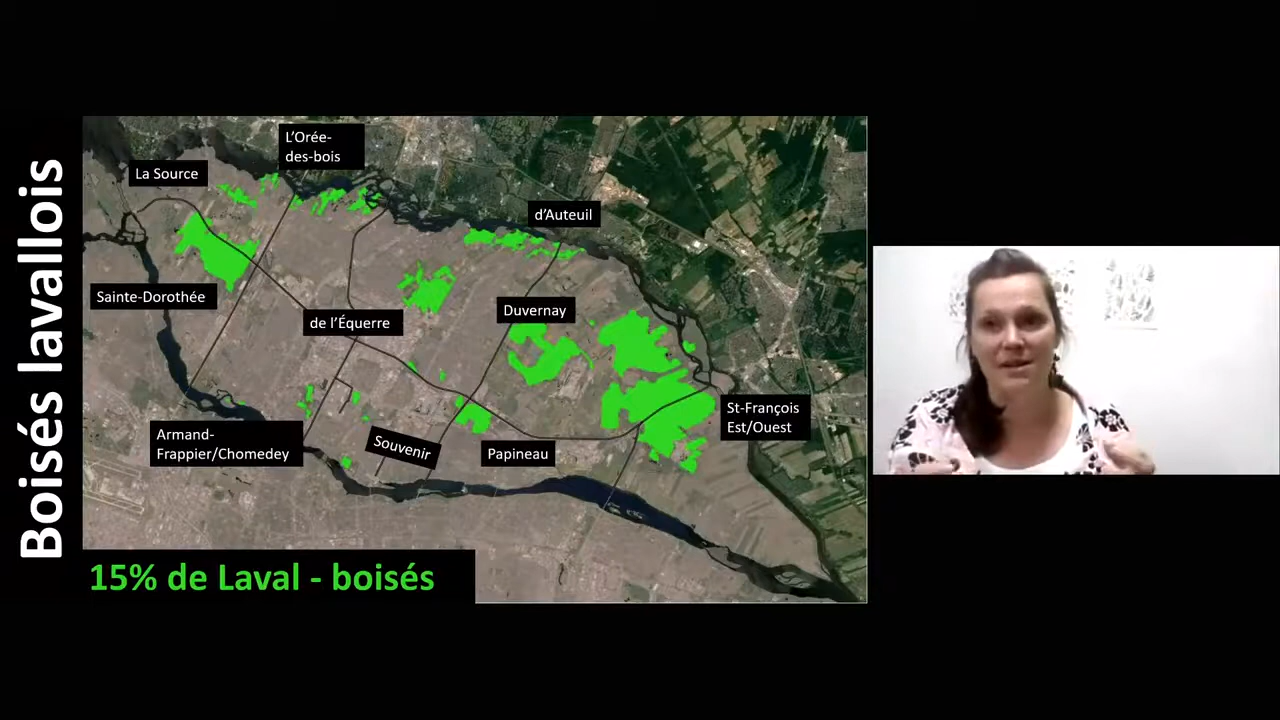 Boisés lavallois
L'Orée-
des-bois
La Source
d'Auteuil
Sainte-Dorothée
Duvernay
de l'Équerre
St-François
Est/Ouest
Armand-
Frappier/Chomedey
Souvenir
Papineau
15% de Laval - boisés